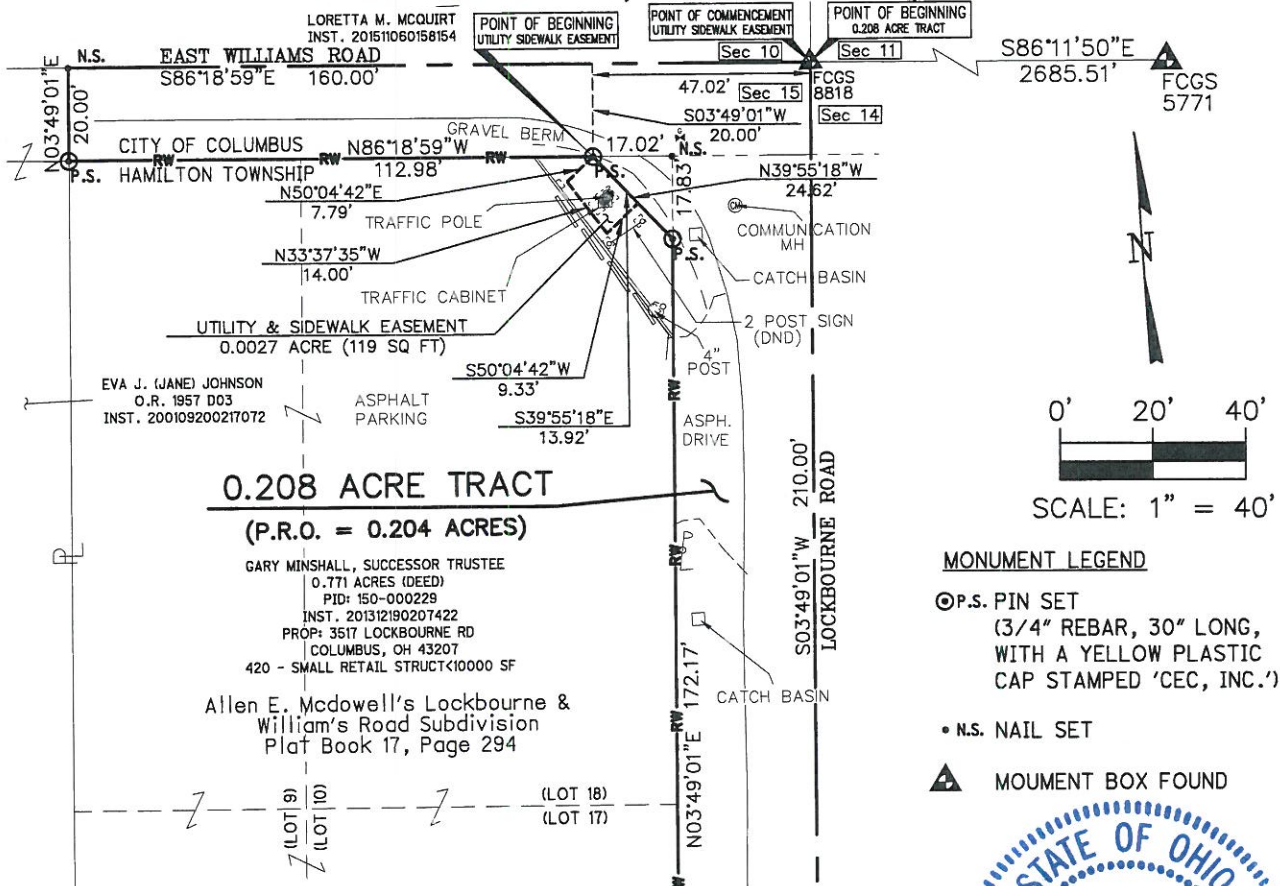 LORETTA M. MCQUIRT
INST. 201511060158154
POINT OF BEGINNING
UTILITY SIDEWALK EASEMENT
POINT OF COMMENCEMENT
UTILITY SIDEWALK EASEMENT
POINT OF BEGINNING
0.208 ACRE TRACT
Sec 10
Sec 11
N.S.
EAST WILLIAMS ROAD
S86°18'59"E 160.00'
S86°11'50"E
2685.51'
FCGS
5771
47.02'
Sec 15
FCGS
8818
Sec 14
S03°49'01"W
20.00'
N03°49'01"E
20.00'
GRAVEL BERM
17.02'
N.S.
CITY OF COLUMBUS
N86°18'59"W
RW
RW
RW
P.S.
HAMILTON TOWNSHIP
112.98'
P.S.
N39°55'18"W
24.62'
N50°04'42"E
7.79'
17.83'
TRAFFIC POLE
COMMUNICATION
MH
N33°37'35"W
14.00'
P.S.
CATCH BASIN
TRAFFIC CABINET
UTILITY & SIDEWALK EASEMENT
0.0027 ACRE (119 SQ FT)
2 POST SIGN
(DND)
4"
POST
S50°04'42"W
9.33'
EVA J. (JANE) JOHNSON
O.R. 1957 D03
INST. 200109200217072
ASPHALT
PARKING
RW
S39°55'18"E
13.92'
ASPH.
DRIVE
N
0' 20' 40'
SCALE: 1" = 40'
0.208 ACRE TRACT
(P.R.O. = 0.204 ACRES)
S03°49'01"W 210.00'
LOCKBOURNE ROAD
PL
RW
GARY MINSHALL, SUCCESSOR TRUSTEE
0.771 ACRES (DEED)
PID: 150-000229
INST. 201312190207422
PROP: 3517 LOCKBOURNE RD
COLUMBUS, OH 43207
420 - SMALL RETAIL STRUCT<10000 SF
MONUMENT LEGEND
P.S. PIN SET
(3/4" REBAR, 30" LONG,
WITH A YELLOW PLASTIC
CAP STAMPED 'CEC, INC.')
N.S. NAIL SET
MOUMENT BOX FOUND
CATCH BASIN
Allen E. Mcdowell's Lockbourne &
William's Road Subdivision
Plat Book 17, Page 294
RW
N03°49'01"E 172.17'
(LOT 9)
(LOT 10)
(LOT 18)
(LOT 17)
RW
STATE OF OHIO